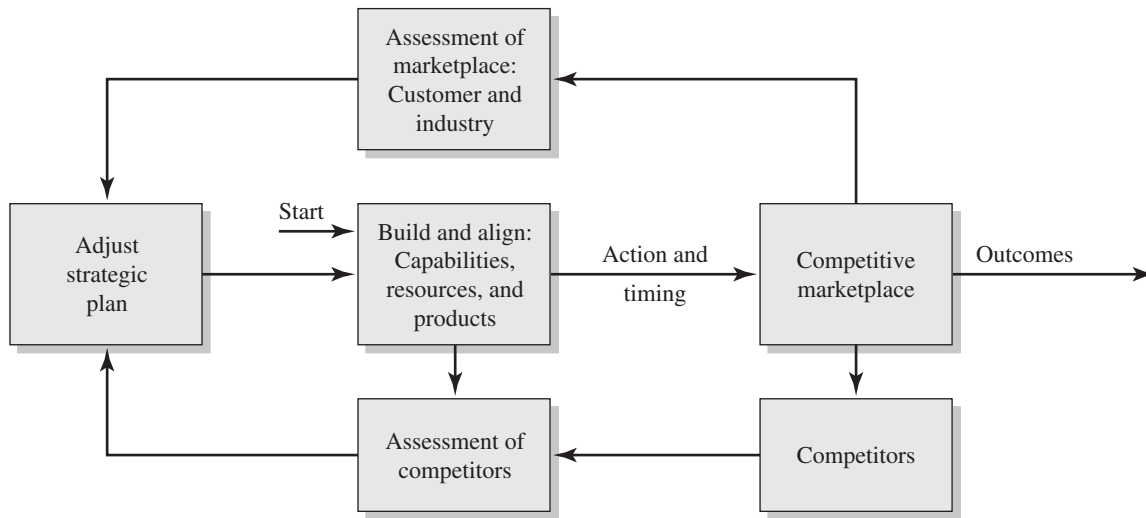 Assessment of
marketplace:
Customer and
industry
Adjust
strategic
plan
Start
Build and align:
Capabilities,
resources, and
products
Action and
timing
Competitive
marketplace
Outcomes
Assessment of
competitors
Competitors